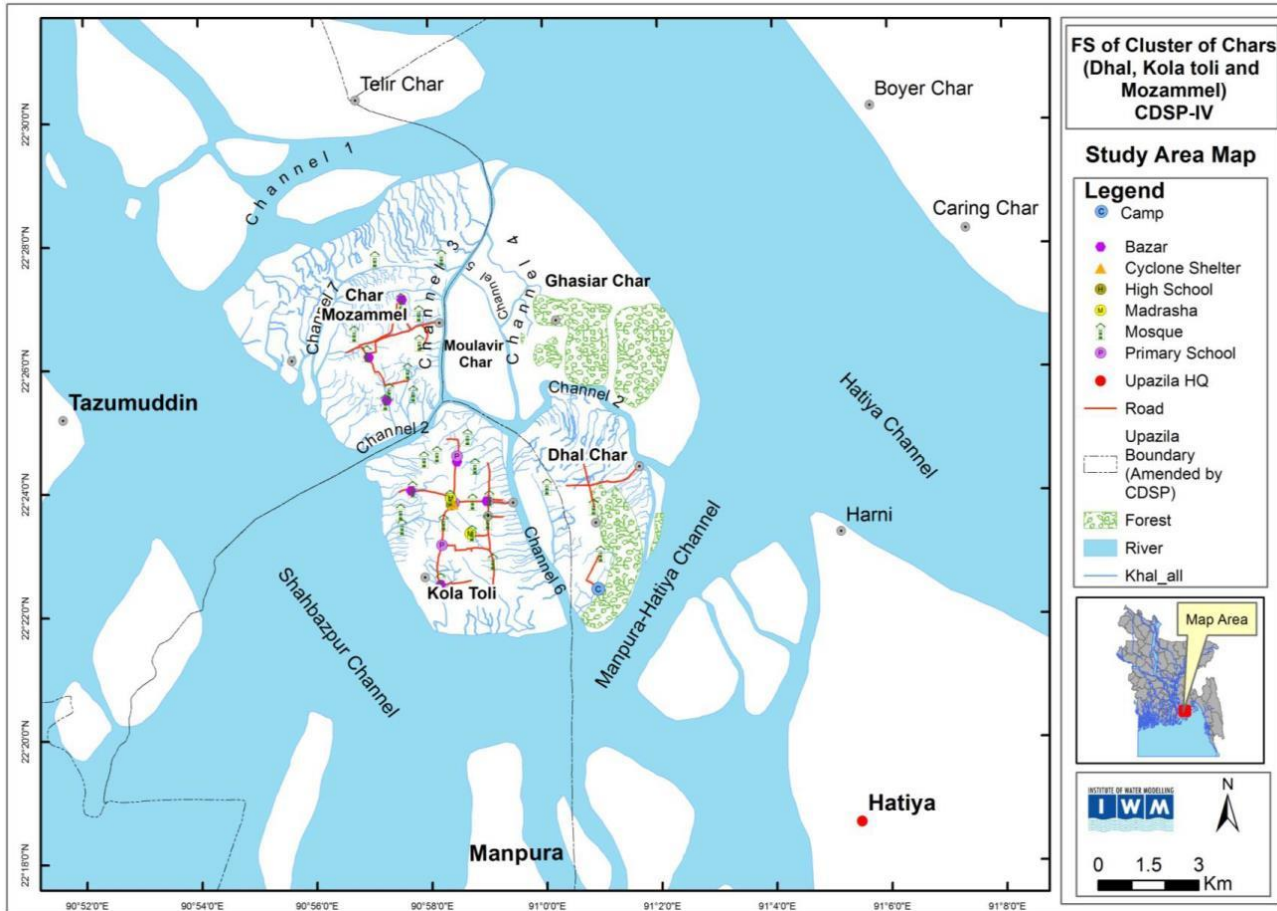 FS of Cluster of Chars
(Dhal, Kola toli and
Mozammel)
CDSP-IV
Study Area Map
Legend
C Camp
Bazar
Cyclone Shelter
H High School
M Madrasha
Mosque
P Primary School
Upazila HQ
Road
Upazila
Boundary
(Amended by
CDSP)
Forest
River
Khal_all
Map Area
INSTITUTE OF WATER MODELLING
IWM
N
0 1.5 3
Km
Telir Char
Boyer Char
Channel 1
Caring Char
Channel 3
Channel 4
Channel 5
Ghasiar Char
Channel 7
Char
Mozammel
Moulavir
Char
Tazumuddin
Channel 2
Channel 2
Hatiya Channel
Dhal Char
P
M
P
Harni
Channel 6
C
Kola Toli
Shahbazpur Channel
Manpura-Hatiya Channel
Hatiya
Manpura
22°30'0"N
22°28'0"N
22°26'0"N
22°24'0"N
22°22'0"N
22°20'0"N
22°18'0"N
90°52'0"E 90°54'0"E 90°56'0"E 90°58'0"E 91°0'0"E 91°2'0"E 91°4'0"E 91°6'0"E 91°8'0"E